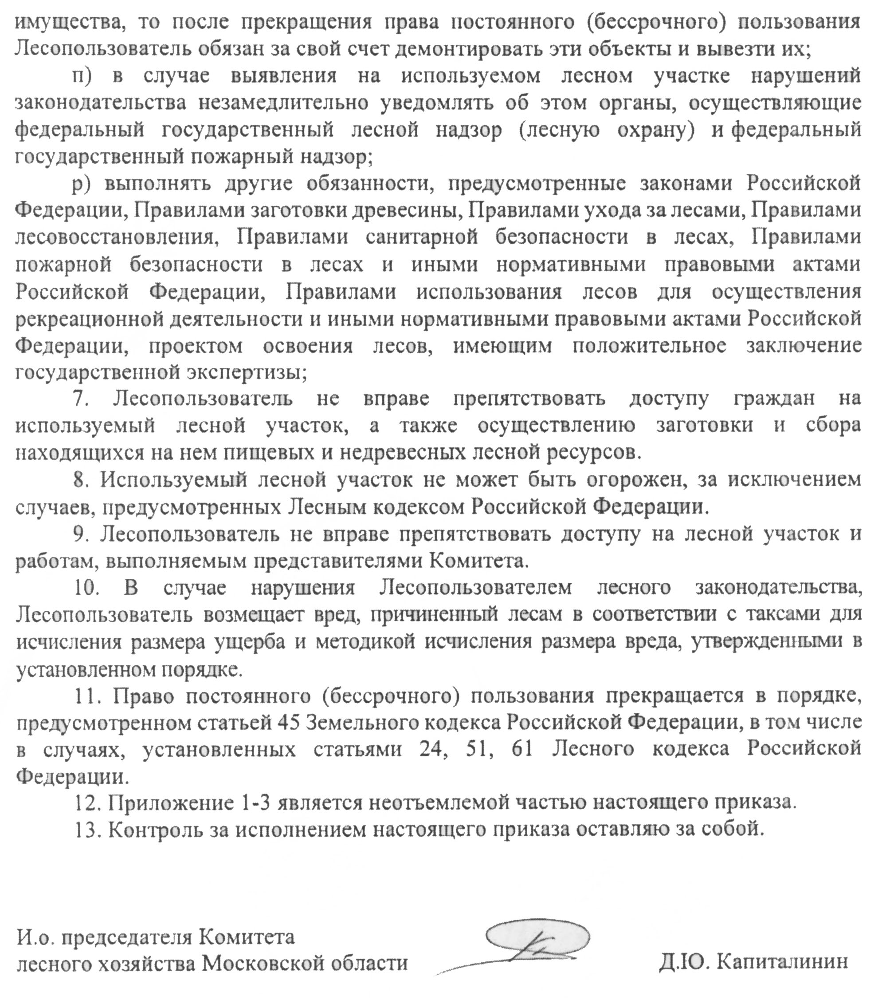 имущества, то после прекращения права постоянного (бессрочного) пользования
Лесопользователь обязан за свой счет демонтировать эти объекты и вывезти их;
п) в случае выявления на используемом лесном участке нарушений
законодательства незамедлительно уведомлять об этом органы, осуществляющие
федеральный государственный лесной надзор (лесную охрану) и федеральный
государственный пожарный надзор;
р) выполнять другие обязанности, предусмотренные законами Российской
Федерации, Правилами заготовки древесины, Правилами ухода за лесами, Правилами
лесовосстановления, Правилами санитарной безопасности в лесах, Правилами
пожарной безопасности в лесах и иными нормативными правовыми актами
Российской Федерации, Правилами использования лесов для осуществления
рекреационной деятельности и иными нормативными правовыми актами Российской
Федерации, проектом освоения лесов, имеющим положительное заключение
государственной экспертизы;
7. Лесопользователь не вправе препятствовать доступу граждан на
используемый лесной участок, а также осуществлению заготовки и сбора
находящихся на нем пищевых и недревесных лесной ресурсов.
8. Используемый лесной участок не может быть огорожен, за исключением
случаев, предусмотренных Лесным кодексом Российской Федерации.
9. Лесопользователь не вправе препятствовать доступу на лесной участок и
работам, выполняемым представителями Комитета.
10. В случае нарушения Лесопользователем лесного законодательства,
Лесопользователь возмещает вред, причиненный лесам в соответствии с таксами для
исчисления размера ущерба и методикой исчисления размера вреда, утвержденными в
установленном порядке.
11. Право постоянного (бессрочного) пользования прекращается в порядке,
предусмотренном статьей 45 Земельного кодекса Российской Федерации, в том числе
в случаях, установленных статьями 24, 51, 61 Лесного кодекса Российской
Федерации.
12. Приложение 1-3 является неотъемлемой частью настоящего приказа.
13. Контроль за исполнением настоящего приказа оставляю за собой.
И.о. председателя Комитета
лесного хозяйства Московской области
Д.Ю. Капиталинин